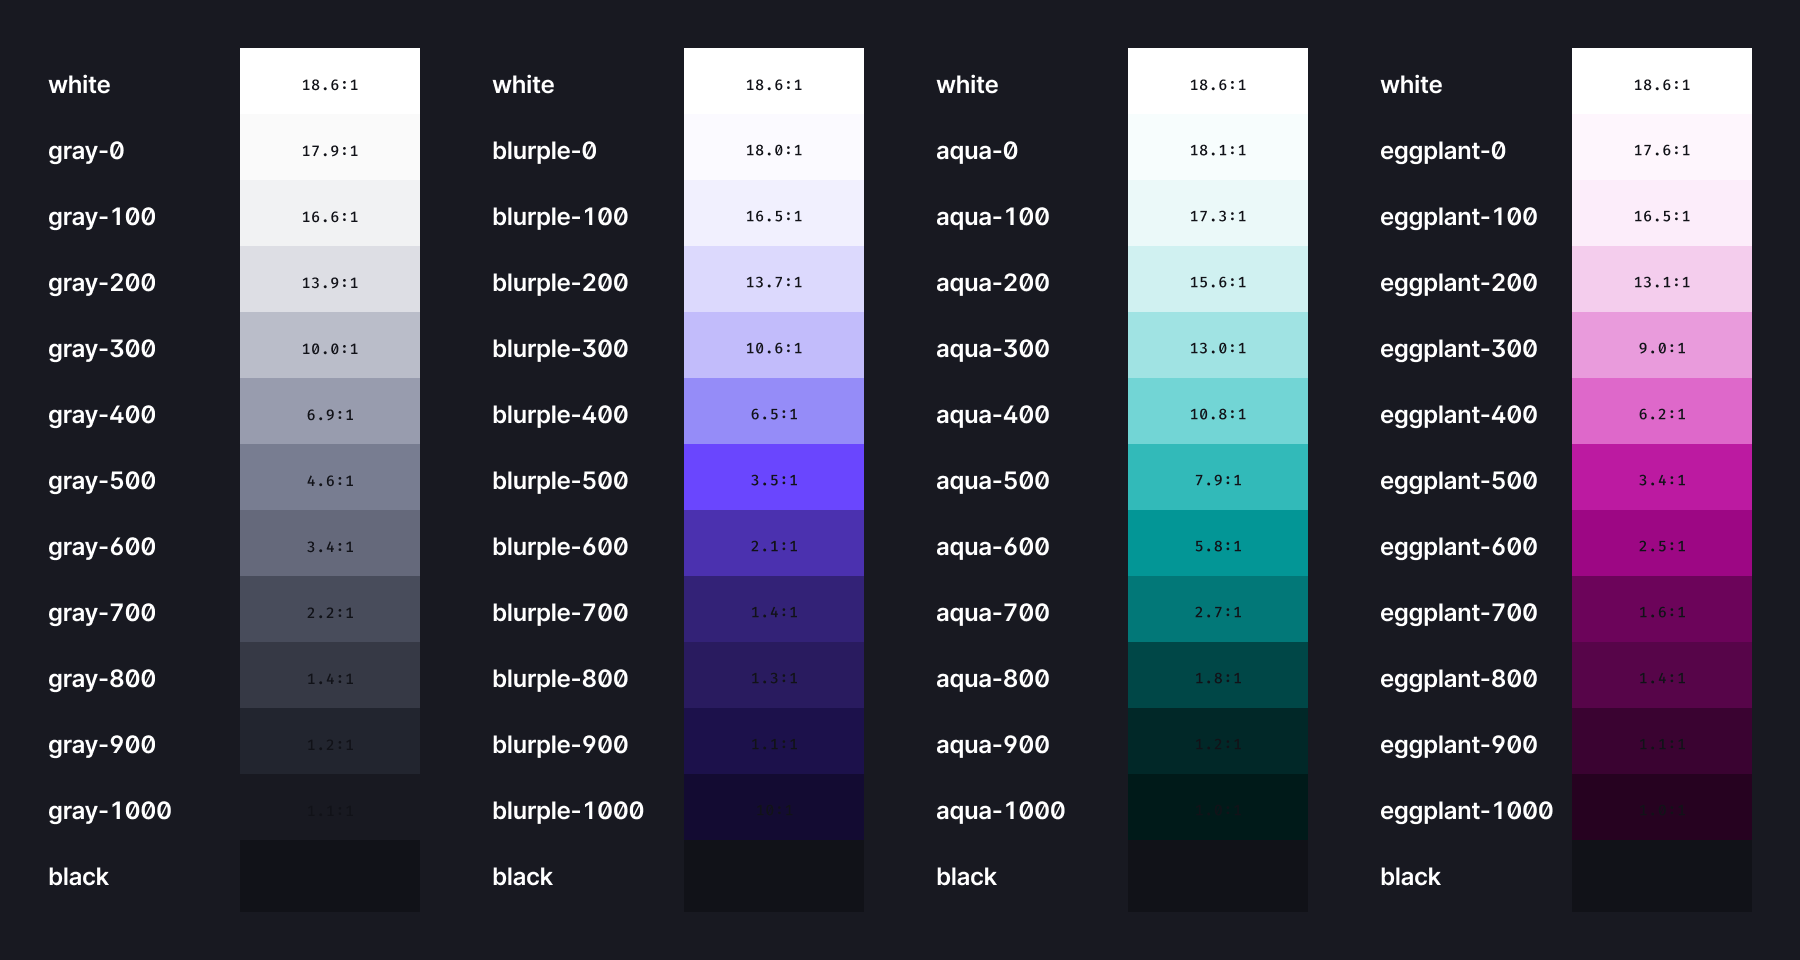 white 18.6:1 white 18.6:1 white 18.6:1 white 18.6:1
gray-0 17.9:1 blurple-0 18.0:1 aqua-0 18.1:1 eggplant-0 17.6:1
gray-100 16.6:1 blurple-100 16.5:1 aqua-100 17.3:1 eggplant-100 16.5:1
gray-200 13.9:1 blurple-200 13.7:1 aqua-200 15.6:1 eggplant-200 13.1:1
gray-300 10.0:1 blurple-300 10.6:1 aqua-300 13.0:1 eggplant-300 9.0:1
gray-400 6.9:1 blurple-400 6.5:1 aqua-400 10.8:1 eggplant-400 6.2:1
gray-500 4.6:1 blurple-500 3.5:1 aqua-500 7.9:1 eggplant-500 3.4:1
gray-600 3.4:1 blurple-600 2.1:1 aqua-600 5.8:1 eggplant-600 2.5:1
gray-700 2.2:1 blurple-700 1.4:1 aqua-700 2.7:1 eggplant-700 1.6:1
gray-800 1.4:1 blurple-800 1.3:1 aqua-800 1.8:1 eggplant-800 1.4:1
gray-900 1.2:1 blurple-900 1.1:1 aqua-900 1.2:1 eggplant-900 1.1:1
gray-1000 1.1:1 blurple-1000 aqua-1000 eggplant-1000
black black black black